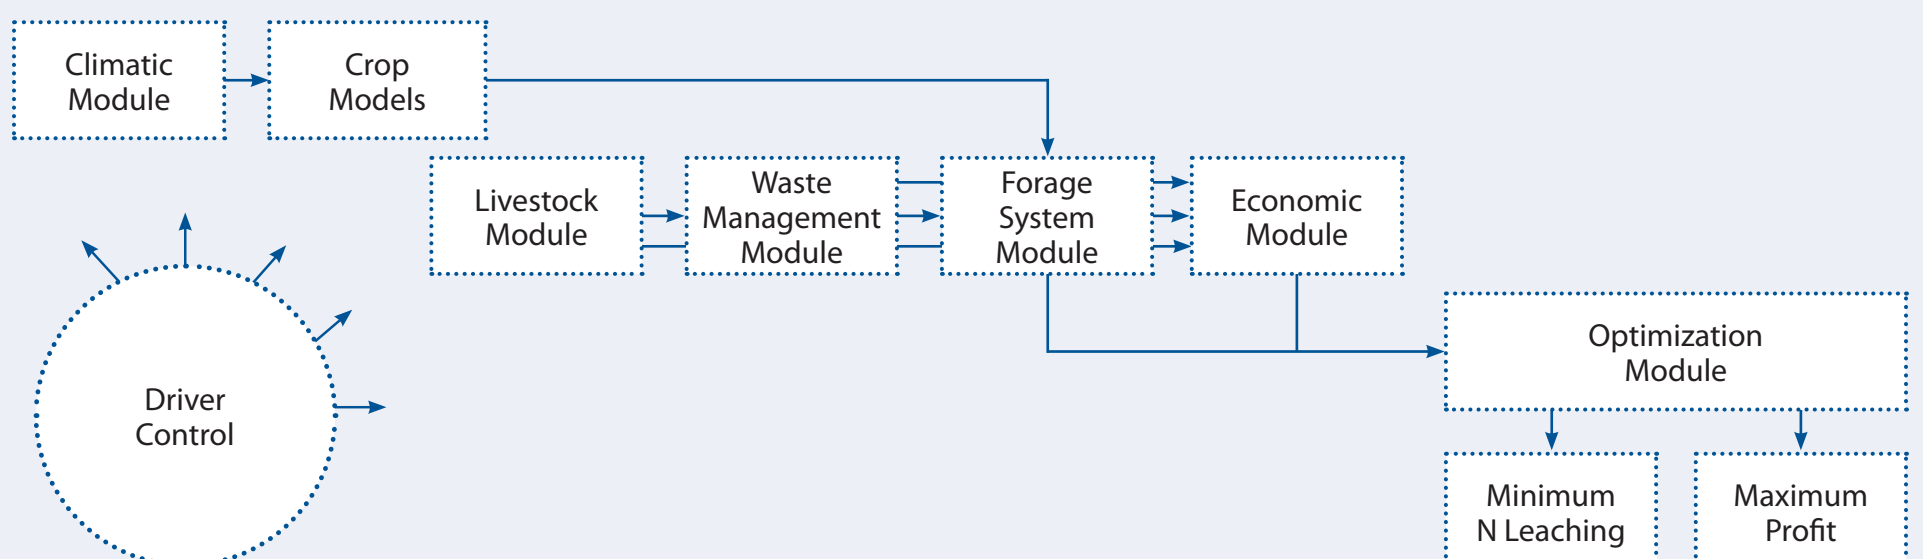 Climatic
Module
Crop
Models
Livestock
Module
Waste
Management
Module
Forage
System
Module
Economic
Module
Optimization
Module
Driver
Control
Minimum
N Leaching
Maximum
Profit